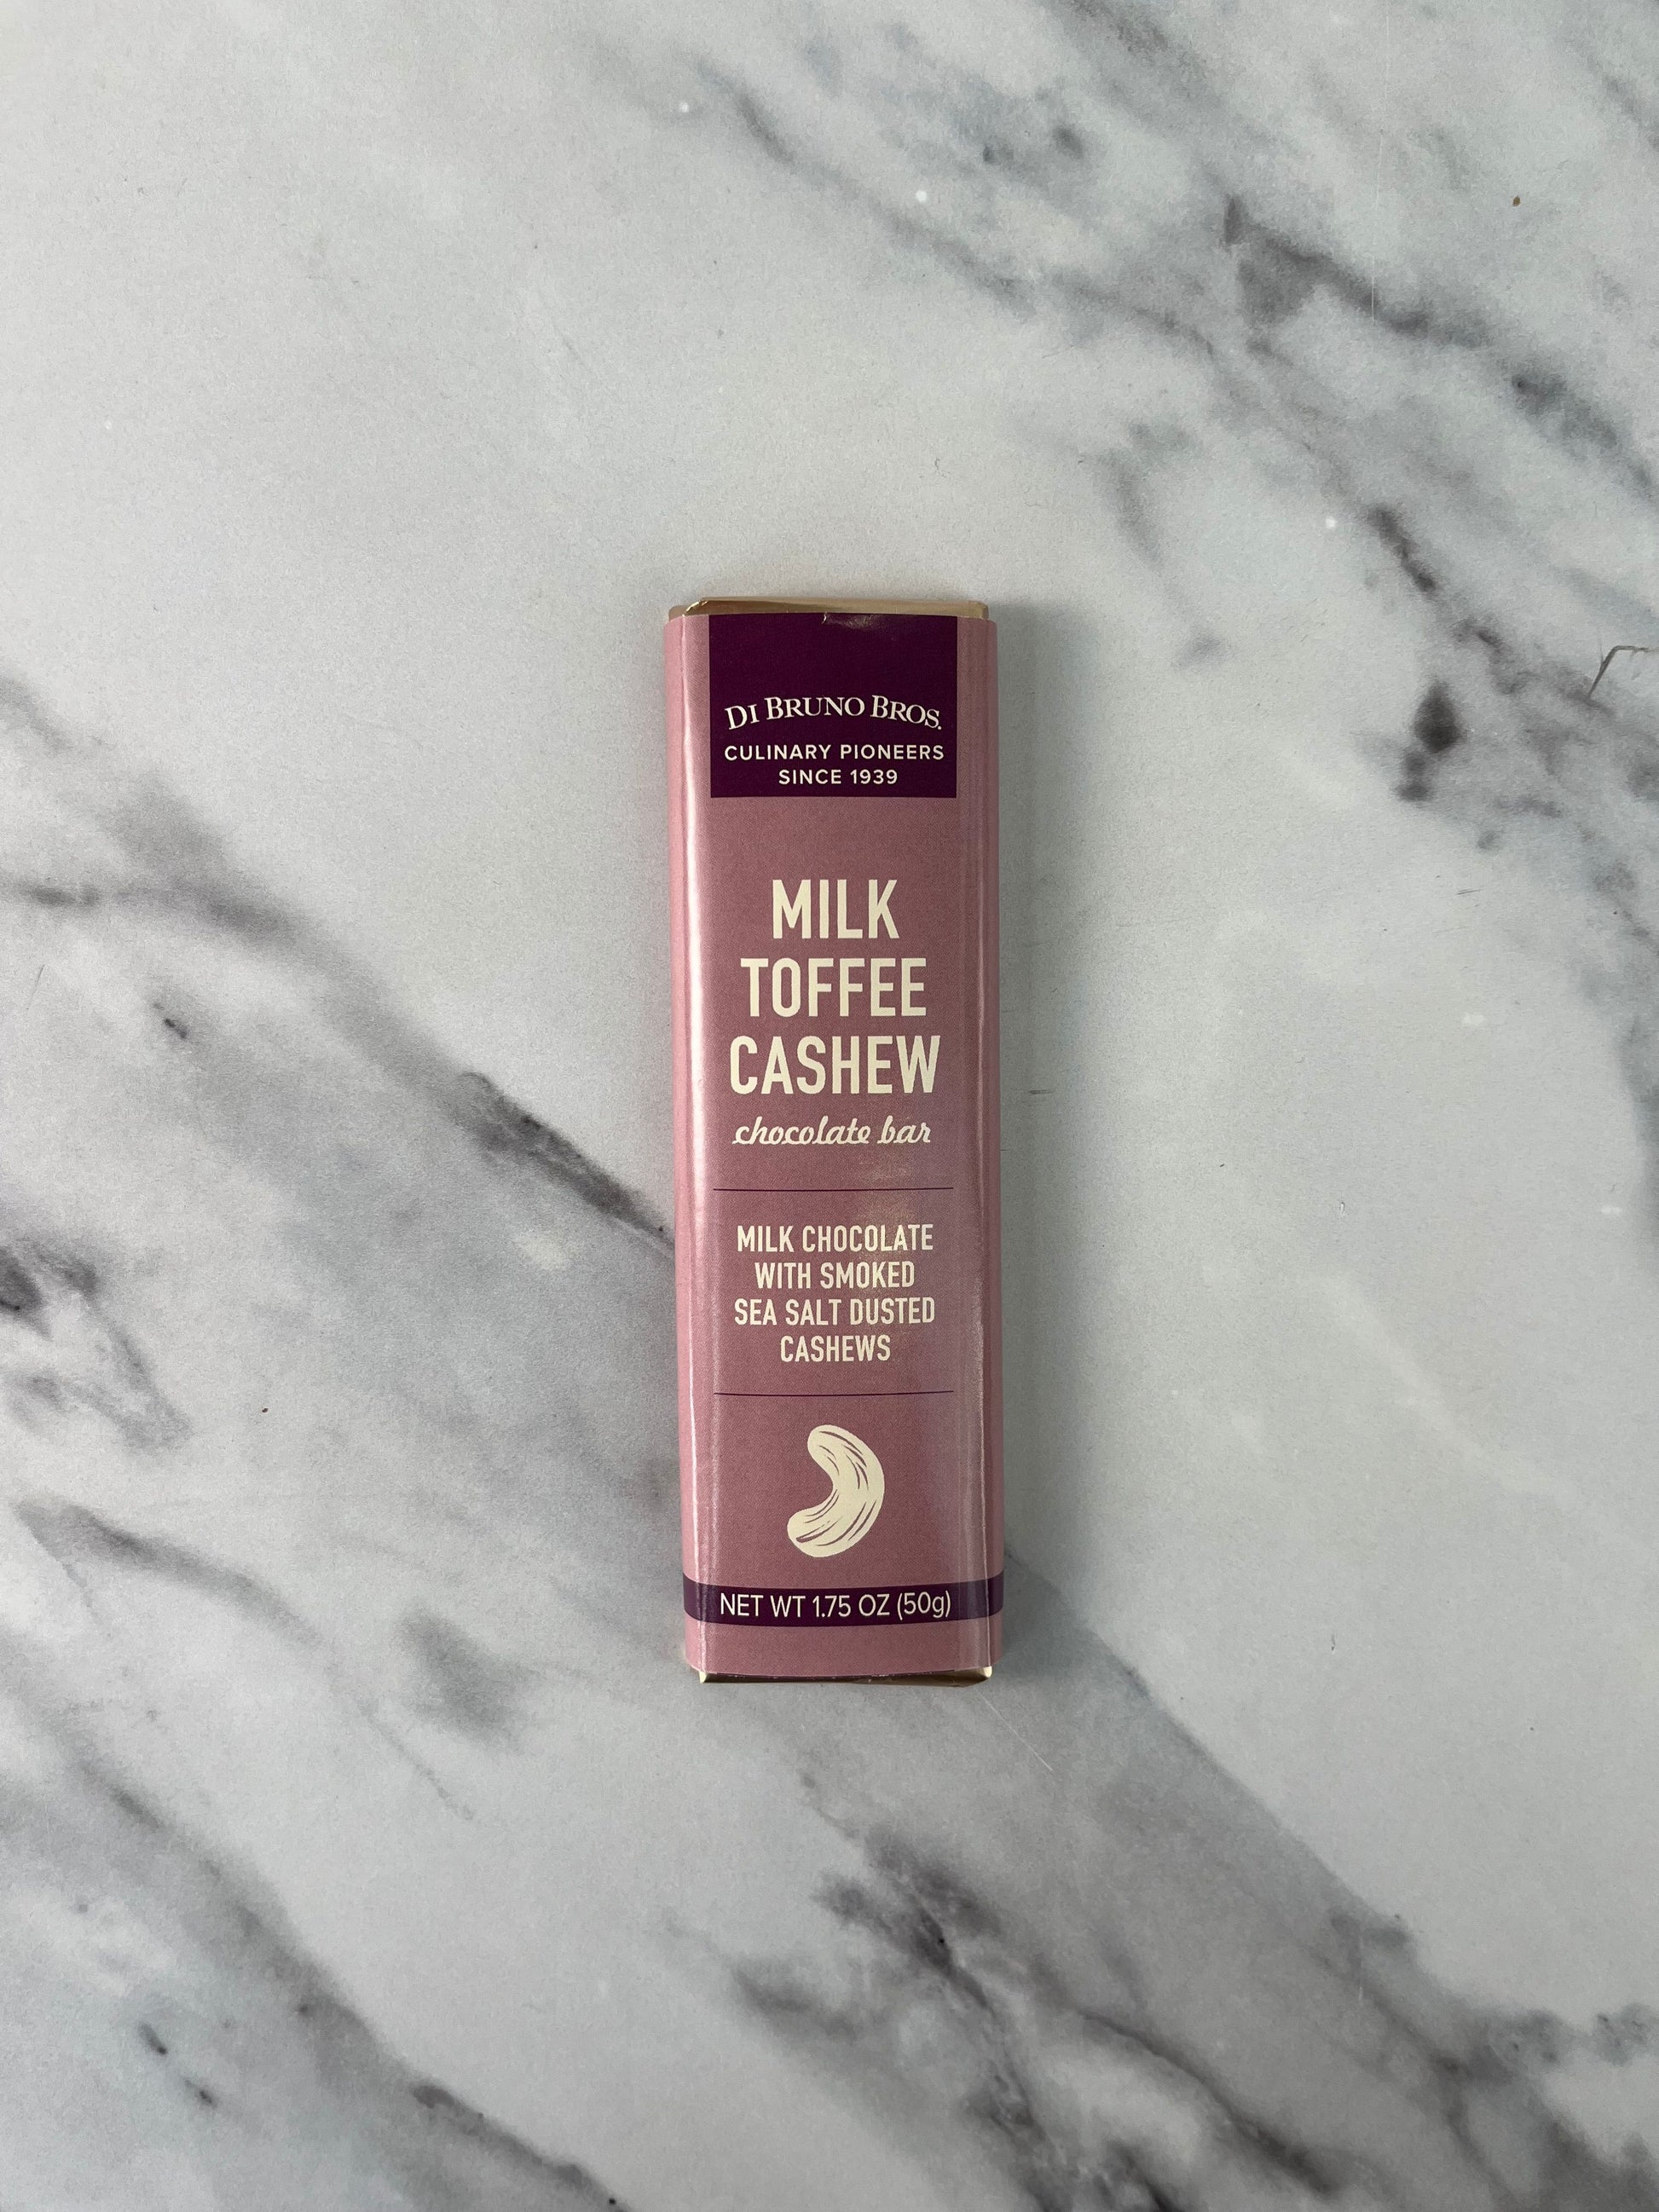 DI BRUNO BROS.
CULINARY PIONEERS
SINCE 1939
MILK
TOFFEE
CASHEW
chocolate bar
MILK CHOCOLATE
WITH SMOKED
SEA SALT DUSTED
CASHEWS
NET WT 1.75 OZ (50g)